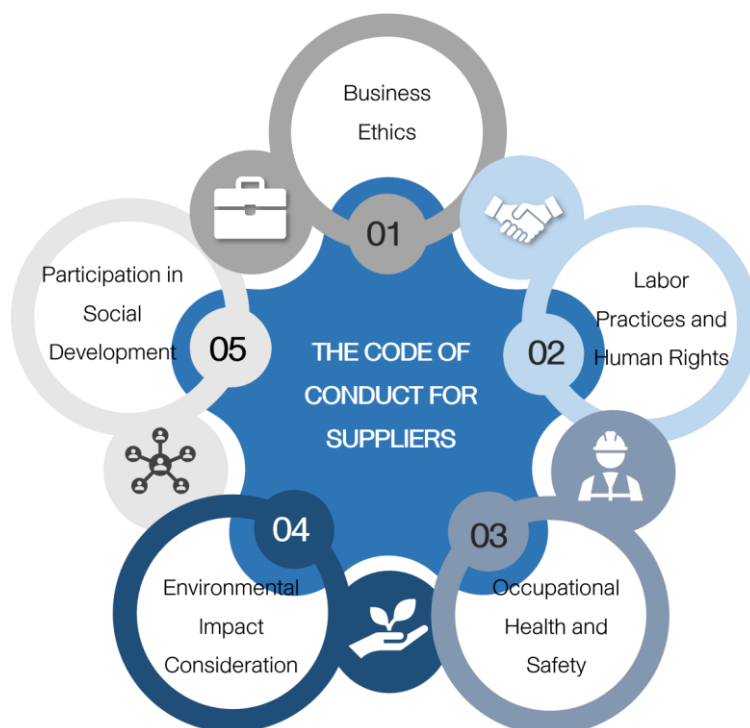 Business
Ethics
01
Labor
Practices and
Human Rights
02
Occupational
Health and
Safety
03
Environmental
Impact
Consideration
04
Participation in
Social
Development
05
THE CODE OF
CONDUCT FOR
SUPPLIERS